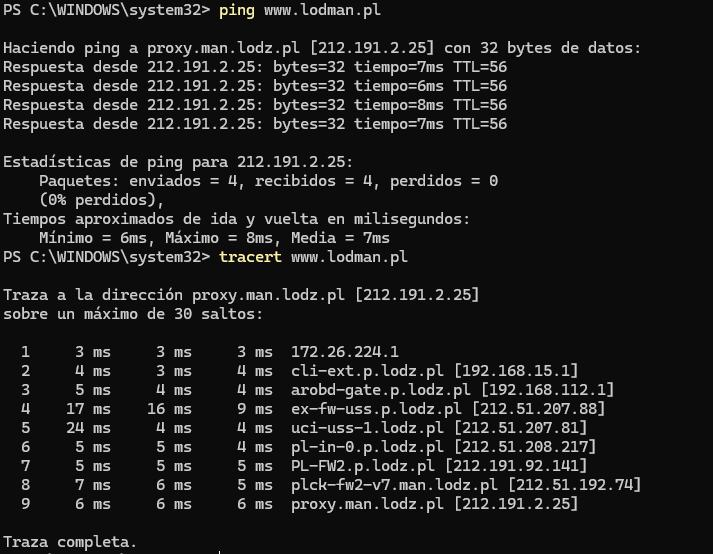 PS C:\WINDOWS\system32> ping www.lodman.pl
Haciendo ping a proxy.man.lodz.pl [212.191.2.25] con 32 bytes de datos:
Respuesta desde 212.191.2.25: bytes=32 tiempo=7ms TTL=56
Respuesta desde 212.191.2.25: bytes=32 tiempo=6ms TTL=56
Respuesta desde 212.191.2.25: bytes=32 tiempo=8ms TTL=56
Respuesta desde 212.191.2.25: bytes=32 tiempo=7ms TTL=56
Estadísticas de ping para 212.191.2.25:
    Paquetes: enviados = 4, recibidos = 4, perdidos = 0
    (0% perdidos),
Tiempos aproximados de ida y vuelta en milisegundos:
    Mínimo = 6ms, Máximo = 8ms, Media = 7ms
PS C:\WINDOWS\system32> tracert www.lodman.pl
Traza a la dirección proxy.man.lodz.pl [212.191.2.25]
sobre un máximo de 30 saltos:
  1     3 ms     3 ms     3 ms  172.26.224.1
  2     4 ms     3 ms     4 ms  cli-ext.p.lodz.pl [192.168.15.1]
  3     5 ms     4 ms     4 ms  arobd-gate.p.lodz.pl [192.168.112.1]
  4    17 ms    16 ms     9 ms  ex-fw-uss.p.lodz.pl [212.51.207.88]
  5    24 ms     4 ms     4 ms  uci-uss-1.lodz.pl [212.51.207.81]
  6     5 ms     5 ms     4 ms  pl-in-0.p.lodz.pl [212.51.208.217]
  7     5 ms     5 ms     5 ms  PL-FW2.p.lodz.pl [212.191.92.141]
  8     7 ms     6 ms     5 ms  plck-fw2-v7.man.lodz.pl [212.51.192.74]
  9     6 ms     6 ms     6 ms  proxy.man.lodz.pl [212.191.2.25]
Traza completa.